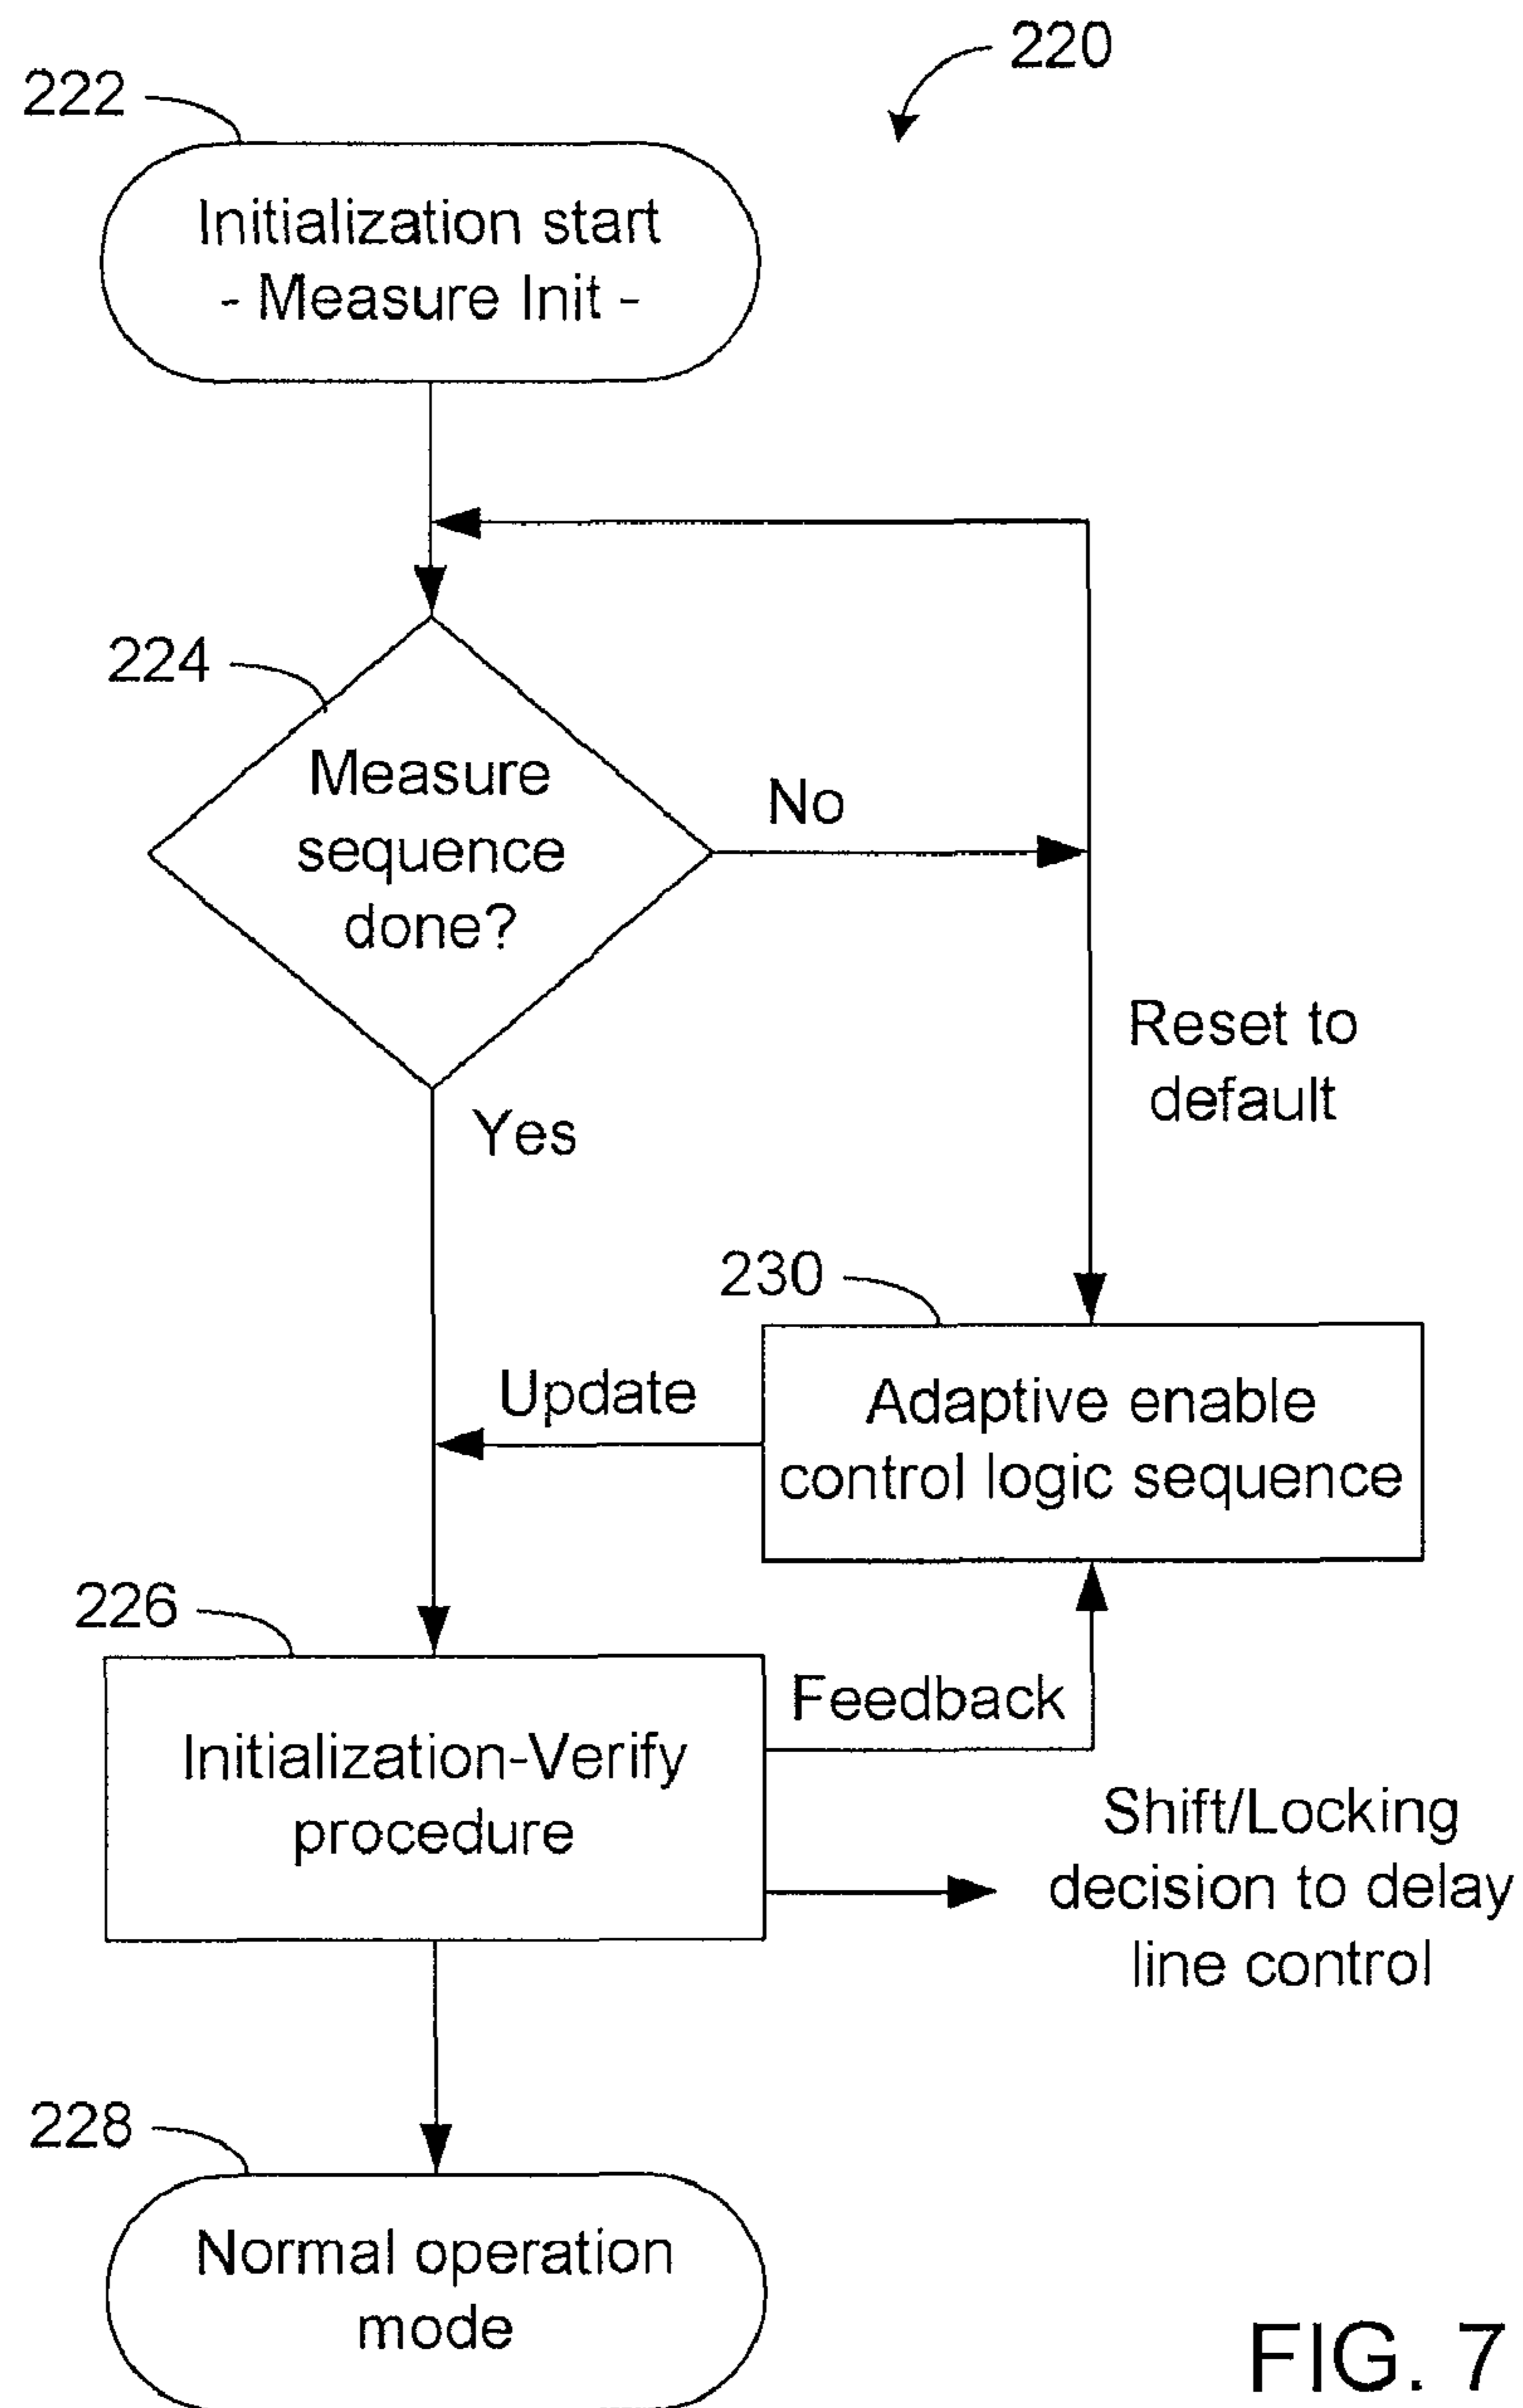 220
222
Initialization start
- Measure Init -
224
Measure
sequence
done?
No
Reset to
default
Yes
230
Update
Adaptive enable
control logic sequence
226
Initialization-Verify
procedure
Feedback
Shift/Locking
decision to delay
line control
228
Normal operation
mode
FIG. 7